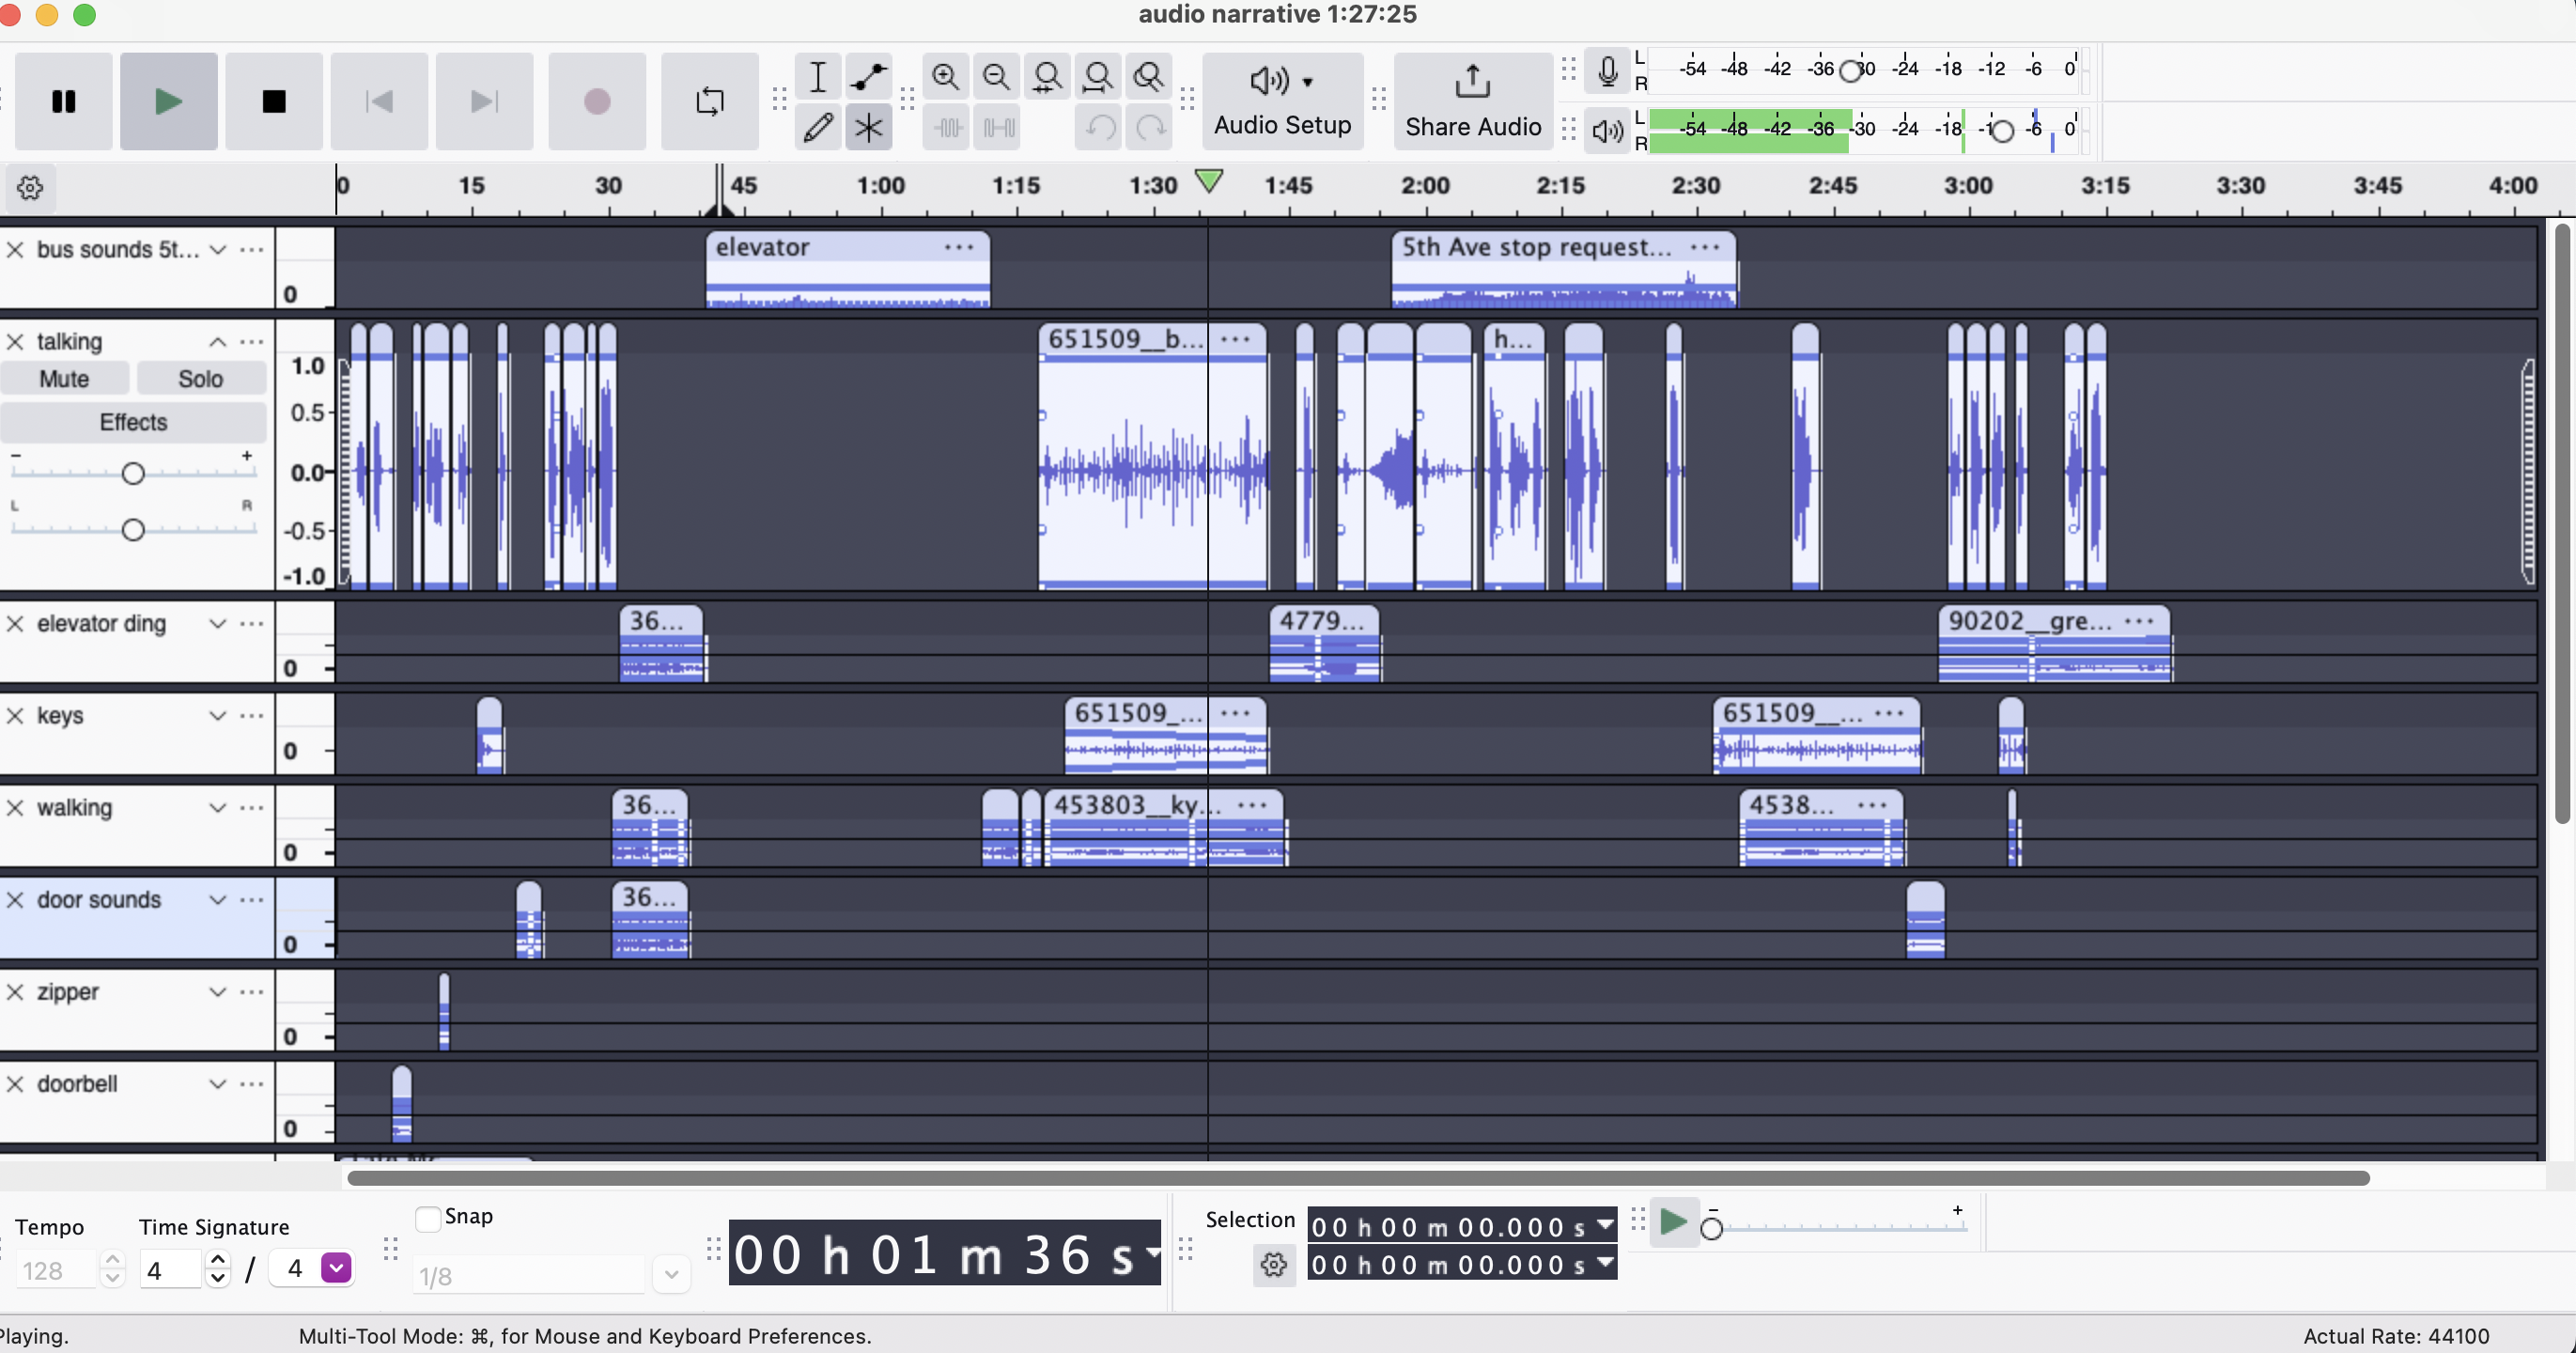 audio narrative 1:27:25
Audio Setup
Share Audio
L
R
-54 -48 -42 -36 -30 -24 -18 -12 -6 0
L
R
-54 -48 -42 -36 -30 -24 -18 -6 0
0 15 30 45 1:00 1:15 1:30 1:45 2:00 2:15 2:30 2:45 3:00 3:15 3:30 3:45 4:00
bus sounds 5t... 0
elevator ... 5th Ave stop request... ...
talking ...
Mute Solo
Effects
- +
L R
1.0
0.5
0.0
-0.5
-1.0
651509__b... ... h...
elevator ding ... 0
36... 4779... 90202__gre... ...
keys ... 0
651509_... ... 651509__... ...
walking ... 0
36... 453803__ky... ... 4538... ...
door sounds ... 0
36...
zipper ... 0
doorbell ... 0
Tempo
128
Time Signature
4 / 4
Snap
1/8
00 h 01 m 36 s
Selection
00 h 00 m 00.000 s
00 h 00 m 00.000 s
- +
Playing.
Multi-Tool Mode: ⌘, for Mouse and Keyboard Preferences.
Actual Rate: 44100